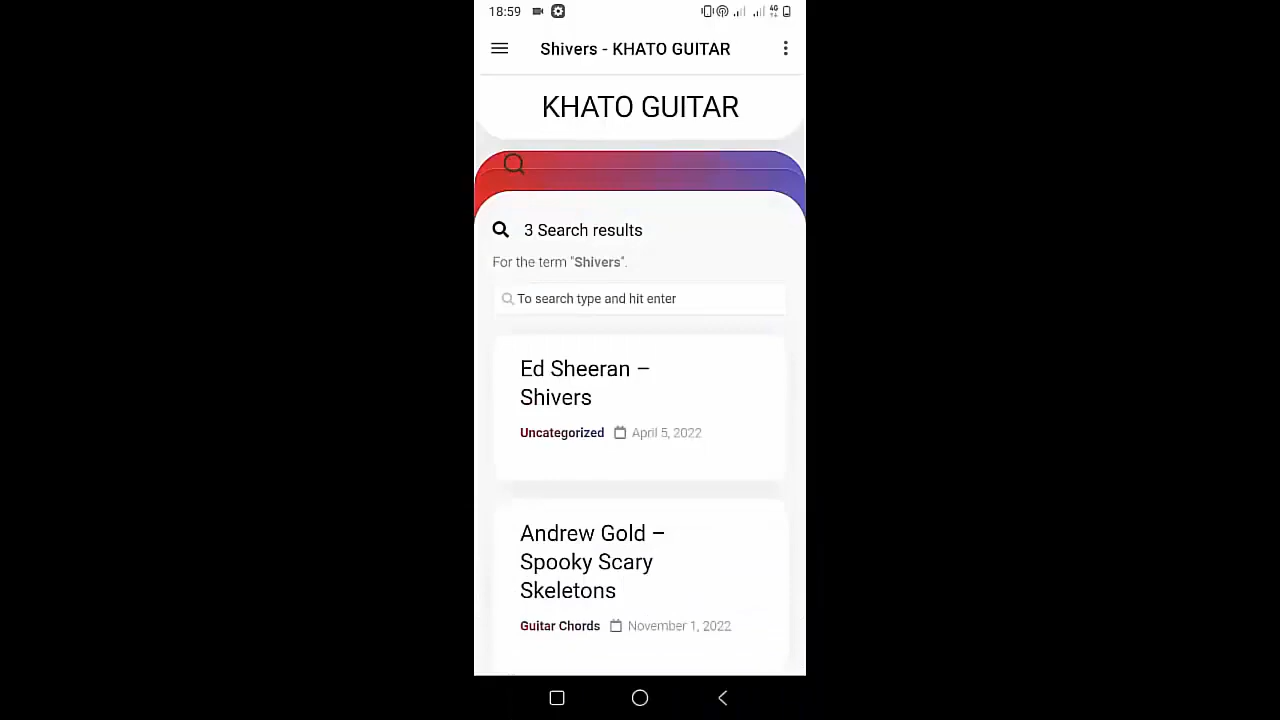 18:59
4G
Shivers - KHATO GUITAR
KHATO GUITAR
3 Search results
For the term "Shivers".
To search type and hit enter
Ed Sheeran –
Shivers
Uncategorized April 5, 2022
Andrew Gold –
Spooky Scary
Skeletons
Guitar Chords November 1, 2022